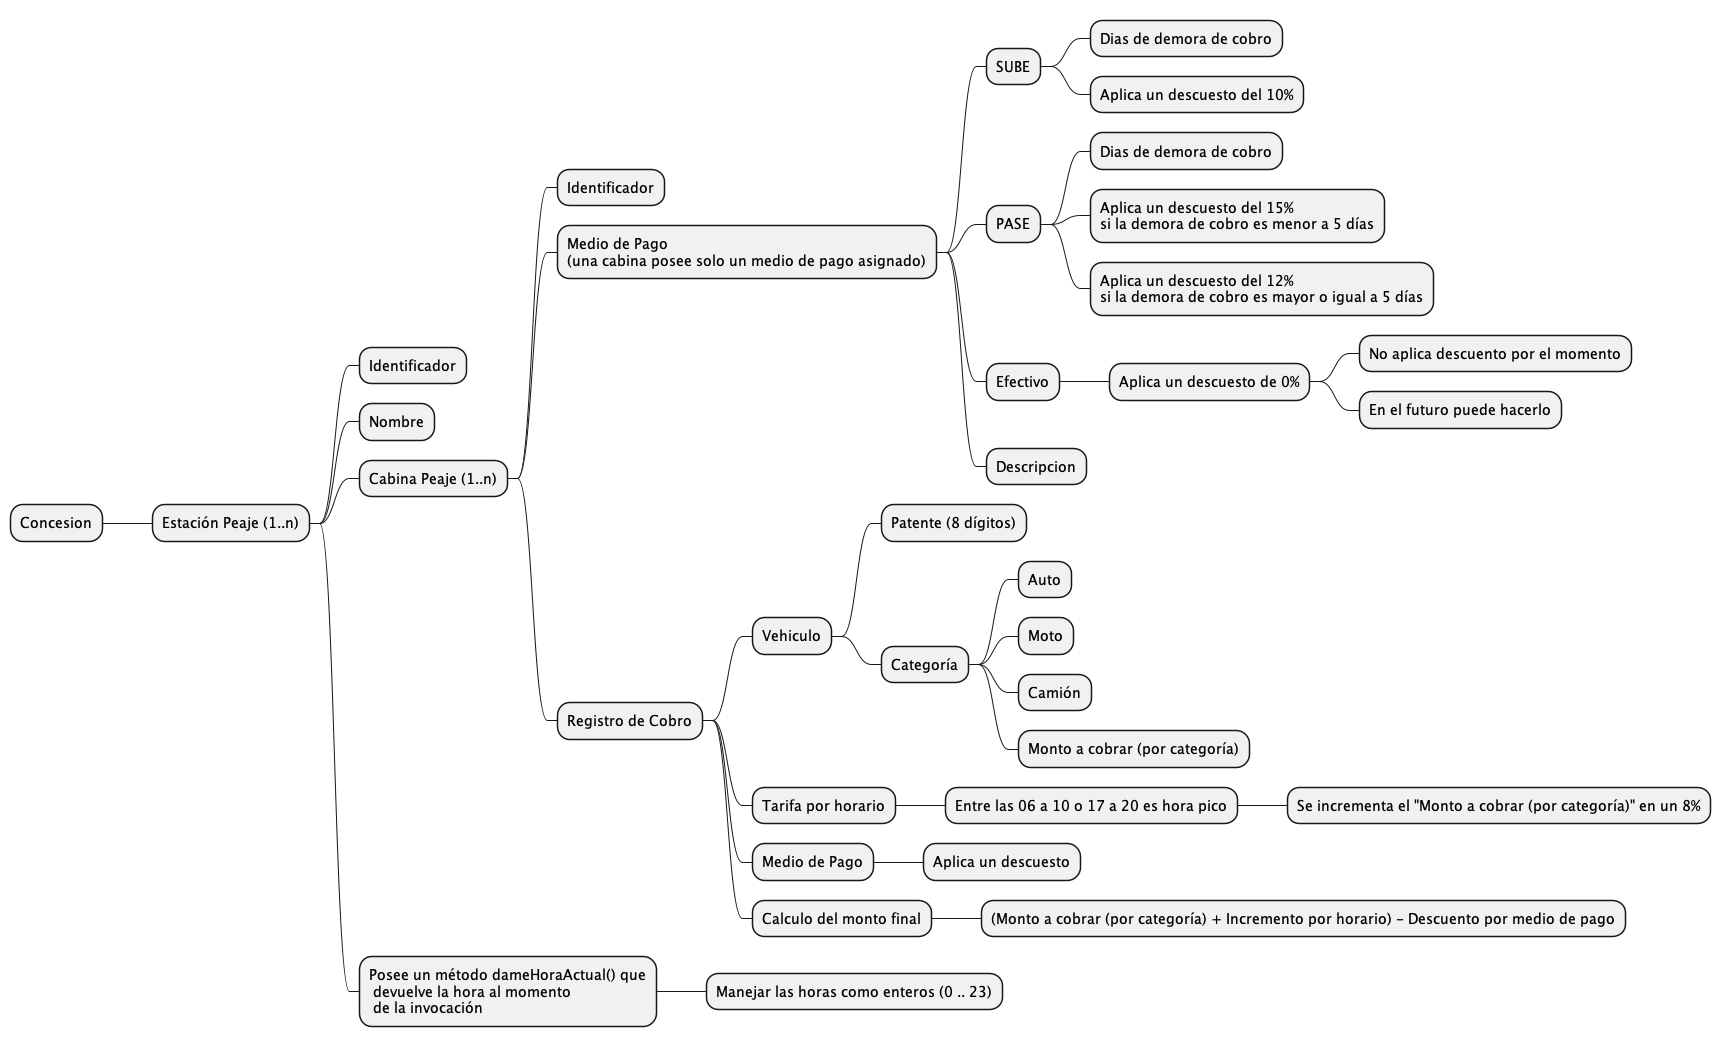 Concesion
Estación Peaje (1..n)
Identificador
Nombre
Cabina Peaje (1..n)
Identificador
Medio de Pago
(una cabina posee solo un medio de pago asignado)
SUBE
Dias de demora de cobro
Aplica un descuesto del 10%
PASE
Dias de demora de cobro
Aplica un descuesto del 15%
si la demora de cobro es menor a 5 días
Aplica un descuesto del 12%
si la demora de cobro es mayor o igual a 5 días
Efectivo
Aplica un descuesto de 0%
No aplica descuento por el momento
En el futuro puede hacerlo
Descripcion
Registro de Cobro
Vehiculo
Patente (8 dígitos)
Categoría
Auto
Moto
Camión
Monto a cobrar (por categoría)
Tarifa por horario
Entre las 06 a 10 o 17 a 20 es hora pico
Se incrementa el "Monto a cobrar (por categoría)" en un 8%
Medio de Pago
Aplica un descuesto
Calculo del monto final
(Monto a cobrar (por categoría) + Incremento por horario) – Descuento por medio de pago
Posee un método dameHoraActual() que
devuelve la hora al momento
de la invocación
Manejar las horas como enteros (0 .. 23)